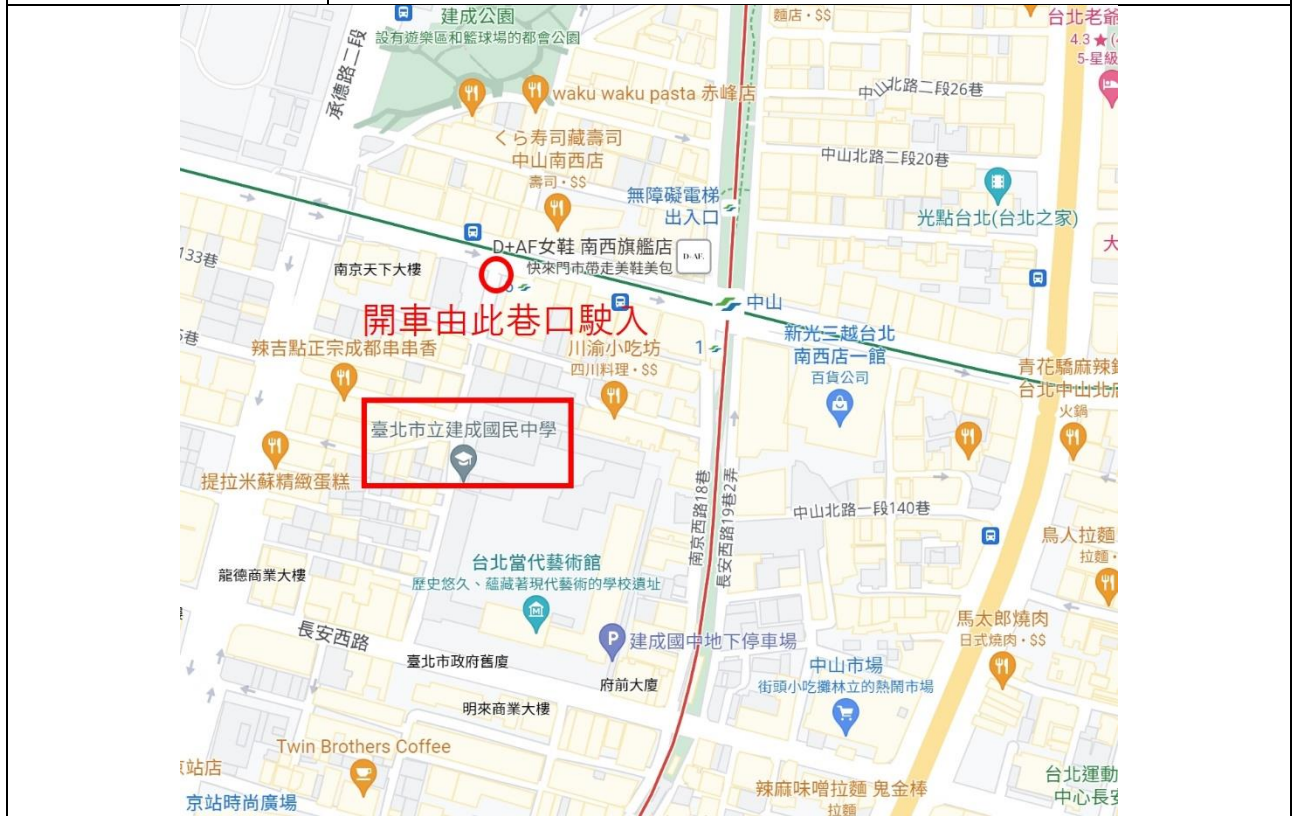 建成公園
設有遊樂區和籃球場的都會公園
麵店・$$
台北老爺
4.3★(
5-星級
承德路二段
waku waku pasta 赤峰店
中山北路二段26巷
くら寿司藏壽司
中山南西店
壽司・$$
中山北路二段20巷
無障礙電梯
出入口
光點台北(台北之家)
大
133巷
南京天下大樓
D+AF女鞋 南西旗艦店
快來門市帶走美鞋美包
D+AF.
中山
開車由此巷口駛入
巷
辣吉點正宗成都串串香
川渝小吃坊
四川料理・$$
1
新光三越台北
南西店一館
百貨公司
青花驕麻辣鍋
台北中山北店
火鍋
臺北市立建成國民中學
提拉米蘇精緻蛋糕
南京西路18巷
長安西路19巷2弄
中山北路一段140巷
鳥人拉麵
拉麵・
龍德商業大樓
台北當代藝術館
歷史悠久、蘊藏著現代藝術的學校遺址
長安西路
臺北市政府舊廈
P
建成國中地下停車場
府前大廈
馬太郎燒肉
日式燒肉・$$
中山市場
街頭小吃攤林立的熱鬧市場
明來商業大樓
Twin Brothers Coffee
京站店
京站時尚廣場
辣麻味噌拉麵 鬼金棒
拉麵
台北運動
中心長安